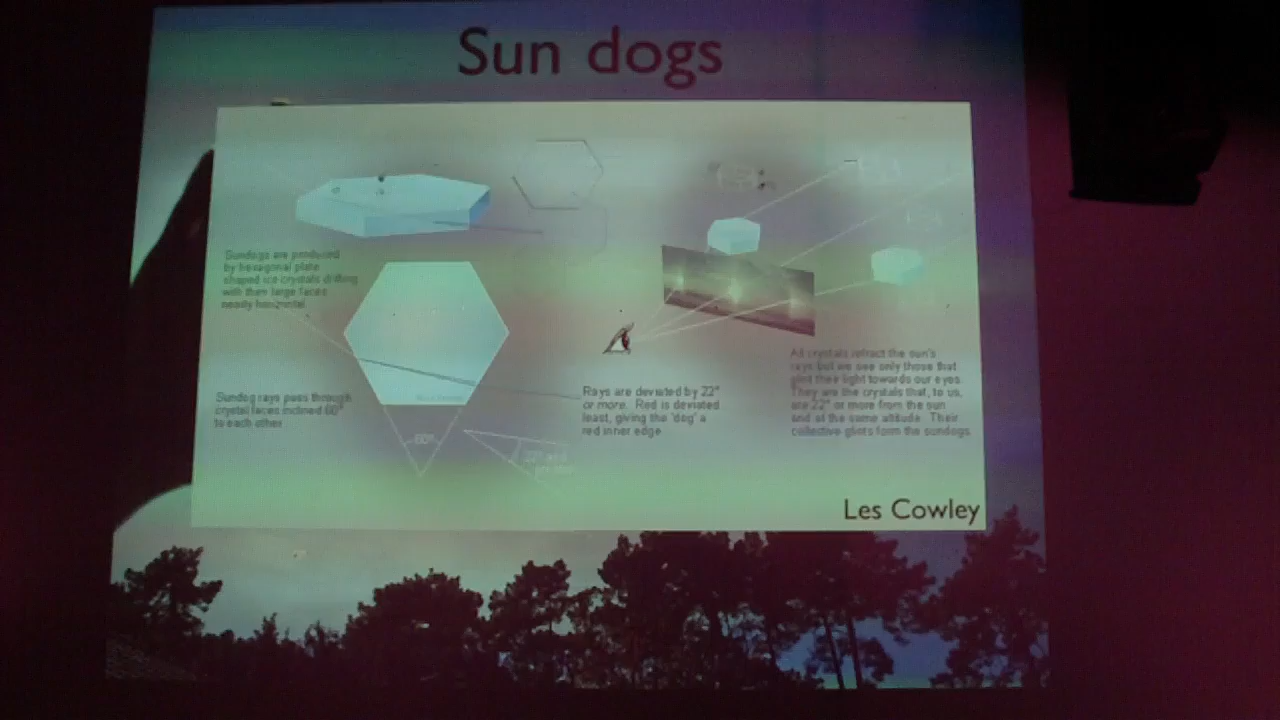 Sun dogs
Sundogs are produced
by hexagonal plate
shaped ice crystals drifting
with their large faces
nearly horizontal
Sundog rays pass through
crystal faces inclined 60°
to each other
60°
22° and
greater
Rays are deviated by 22°
or more. Red is deviated
least, giving the 'dog' a
red inner edge
All crystals refract the sun's
rays but we see only those that
glint their light towards our eyes.
They are the crystals that, to us,
are 22° or more from the sun
and at the same altitude. Their
collective glints form the sundogs.
Les Cowley